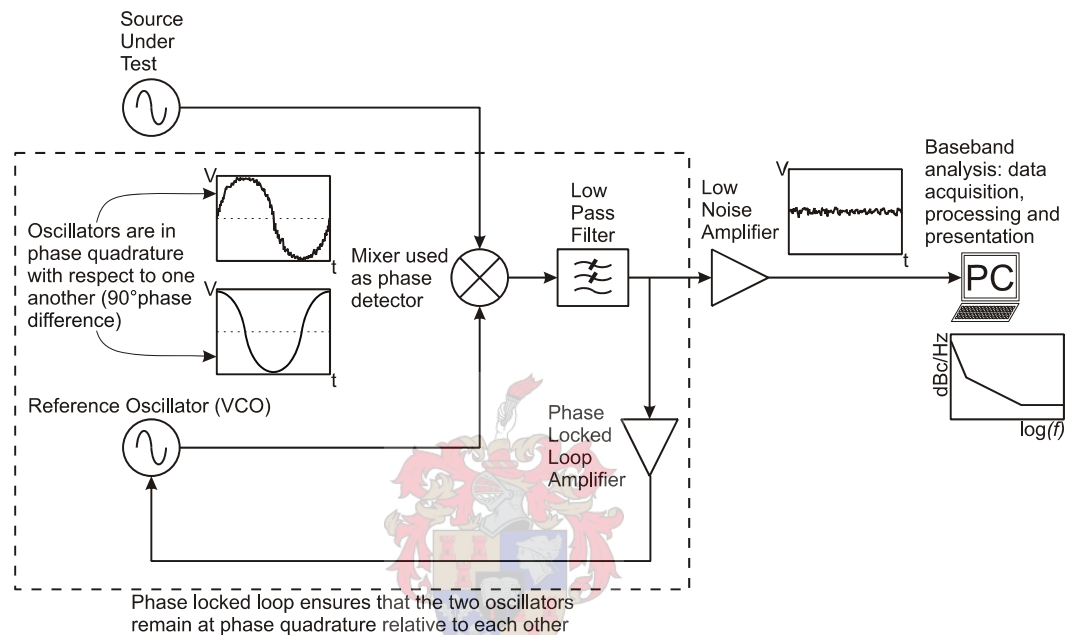 Source
Under
Test
V
t
Oscillators are in
phase quadrature
with respect to one
another (90°phase
difference)
V
t
Mixer used
as phase
detector
Low
Pass
Filter
Low
Noise
Amplifier
V
t
Baseband
analysis: data
acquisition,
processing and
presentation
PC
dBc/Hz
log(f)
Reference Oscillator (VCO)
Phase
Locked
Loop
Amplifier
Phase locked loop ensures that the two oscillators
remain at phase quadrature relative to each other